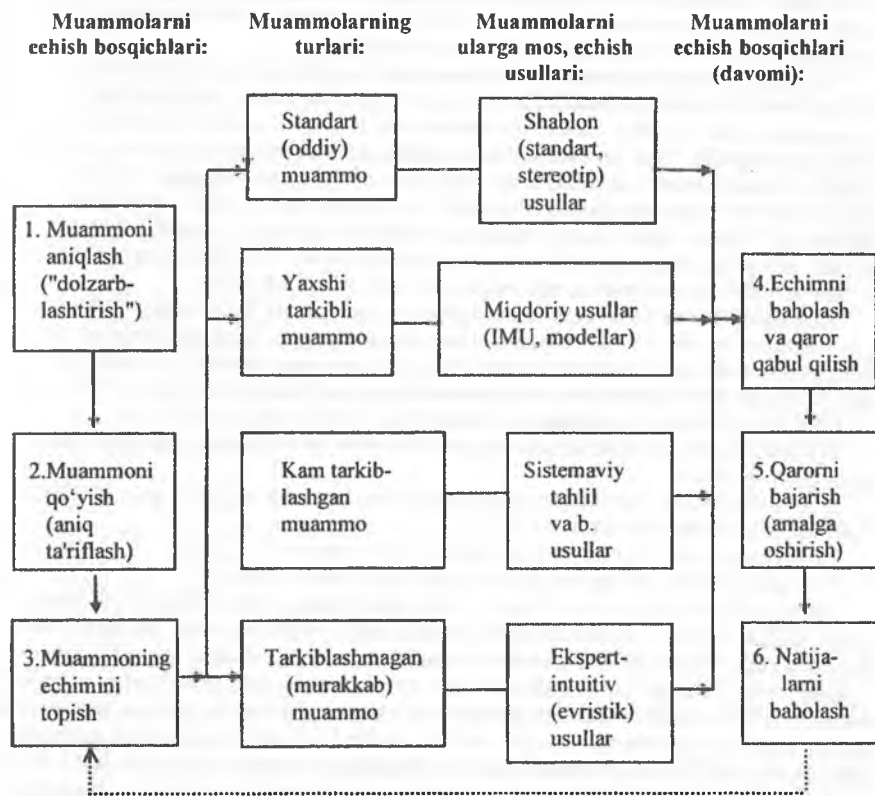 Muammolarni
echish bosqichlari:
Muammolarning
turlari:
Muammolarni
ularga mos, echish
usullari:
Muammolarni
echish bosqichlari
(davomi):
1. Muammoni
aniqlash
("dolzarb-
lashtirish")
2.Muammoni
qo‘yish
(aniq
ta'riflash)
3.Muammoning
echimini
topish
Standart
(oddiy)
muammo
Yaxshi
tarkibli
muammo
Kam tarkib-
lashgan
muammo
Tarkiblashmagan
(murakkab)
muammo
Shablon
(standart,
stereotip)
usullar
Miqdoriy usullar
(IMU, modellar)
Sistemaviy
tahlil
va b.
usullar
Ekspert-
intuitiv
(evristik)
usullar
4.Echimni
baholash
va qaror
qabul qilish
5.Qarorni
bajarish
(amalga
oshirish)
6. Natija-
larni
baholash